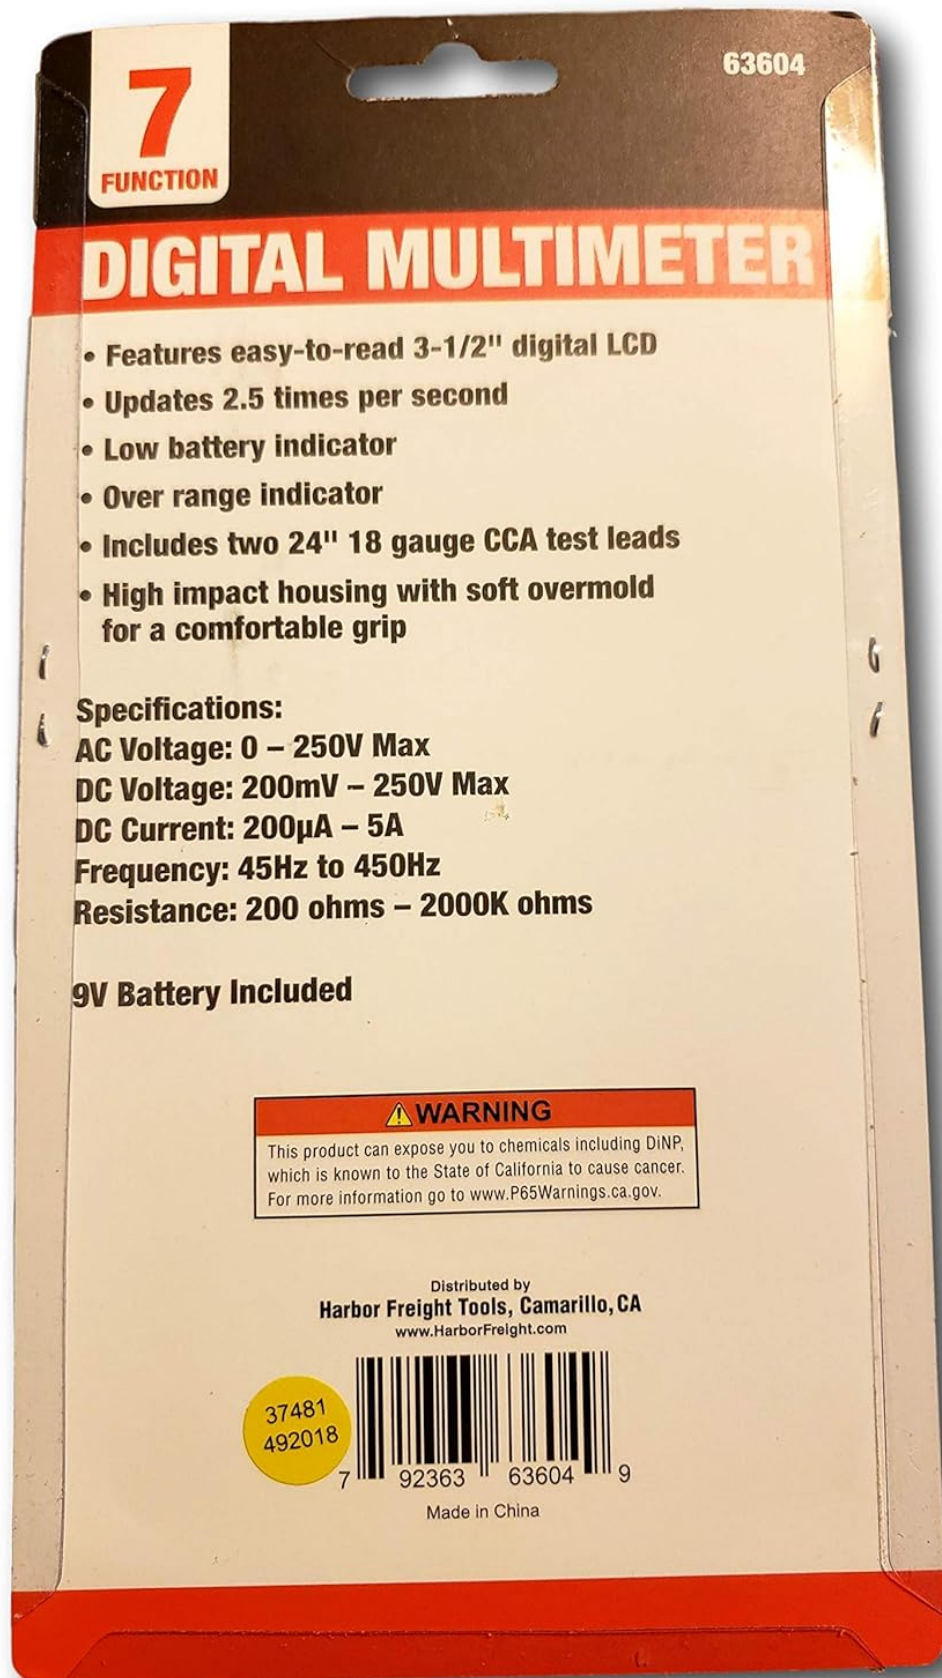 63604
7
FUNCTION
DIGITAL MULTIMETER
• Features easy-to-read 3-1/2" digital LCD
• Updates 2.5 times per second
• Low battery indicator
• Over range indicator
• Includes two 24" 18 gauge CCA test leads
• High impact housing with soft overmold
for a comfortable grip
Specifications:
AC Voltage: 0 – 250V Max
DC Voltage: 200mV – 250V Max
DC Current: 200µA – 5A
Frequency: 45Hz to 450Hz
Resistance: 200 ohms – 2000K ohms
9V Battery Included
⚠WARNING
This product can expose you to chemicals including DiNP,
which is known to the State of California to cause cancer.
For more information go to www.P65Warnings.ca.gov.
Distributed by
Harbor Freight Tools, Camarillo, CA
www.HarborFreight.com
37481
492018
7 92363 63604 9
Made in China